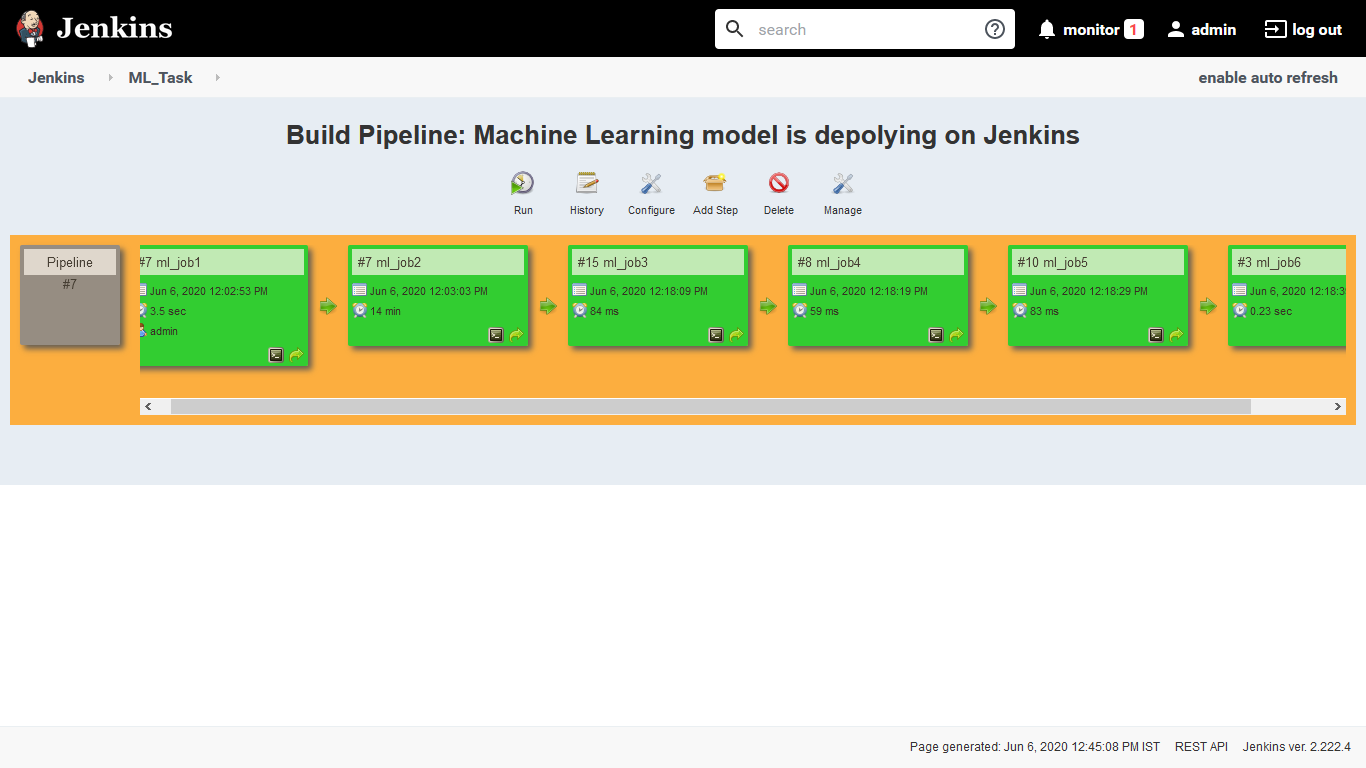 Jenkins
search
monitor 1
admin
log out
Jenkins
ML_Task
enable auto refresh
Build Pipeline: Machine Learning model is depolying on Jenkins
Run
History
Configure
Add Step
Delete
Manage
Pipeline
#7
#7 ml_job1
Jun 6, 2020 12:02:53 PM
3.5 sec
admin
#7 ml_job2
Jun 6, 2020 12:03:03 PM
14 min
#15 ml_job3
Jun 6, 2020 12:18:09 PM
84 ms
#8 ml_job4
Jun 6, 2020 12:18:19 PM
59 ms
#10 ml_job5
Jun 6, 2020 12:18:29 PM
83 ms
#3 ml_job6
Jun 6, 2020 12:18:3
0.23 sec
Page generated: Jun 6, 2020 12:45:08 PM IST
REST API
Jenkins ver. 2.222.4